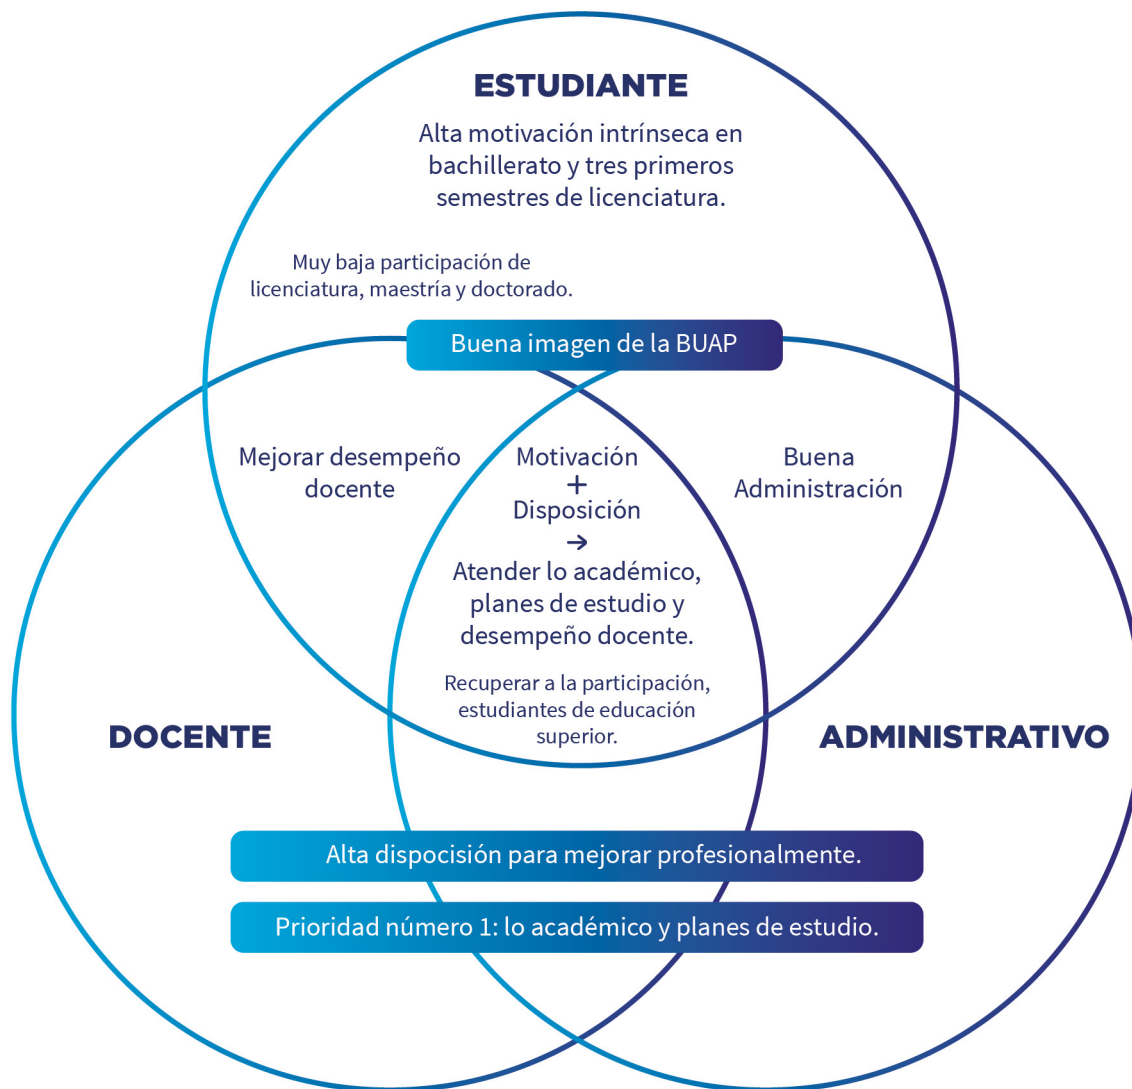 ESTUDIANTE
Alta motivación intrínseca en
bachillerato y tres primeros
semestres de licenciatura.
Muy baja participación de
licenciatura, maestría y doctorado.
Buena imagen de la BUAP
Mejorar desempeño
docente
Motivación
+
Disposición
→
Atender lo académico,
planes de estudio y
desempeño docente.
Recuperar a la participación,
estudiantes de educación
superior.
Buena
Administración
DOCENTE
ADMINISTRATIVO
Alta dispocisión para mejorar profesionalmente.
Prioridad número 1: lo académico y planes de estudio.